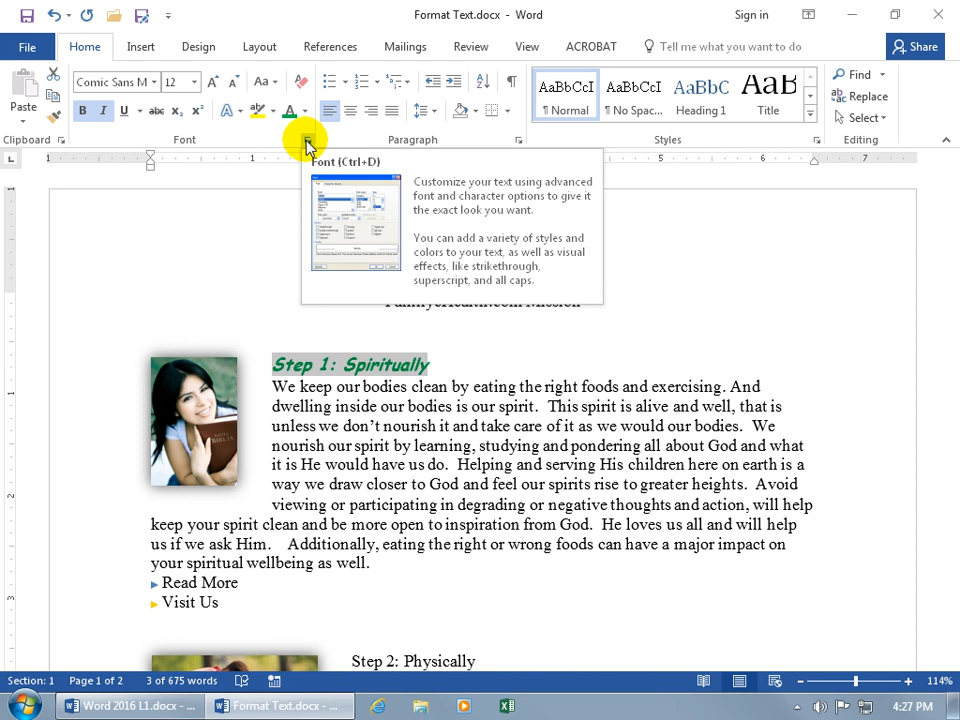 Format Text.docx - Word
Sign in
File
Home
Insert
Design
Layout
References
Mailings
Review
View
ACROBAT
Tell me what you want to do
Share
Paste
Comic Sans M
12
Aa
B I U abc X₂ X²
A
A
Clipboard
Font
Paragraph
AaBbCcI
¶ Normal
AaBbCcI
¶ No Spac...
AaBbC
Heading 1
AaB
Title
Styles
Find
Replace
Select
Editing
Font (Ctrl+D)
Customize your text using advanced
font and character options to give it
the exact look you want.
You can add a variety of styles and
colors to your text, as well as visual
effects, like strikethrough,
superscript, and all caps.
Step 1: Spiritually
We keep our bodies clean by eating the right foods and exercising. And
dwelling inside our bodies is our spirit. This spirit is alive and well, that is
unless we don't nourish it and take care of it as we would our bodies. We
nourish our spirit by learning, studying and pondering all about God and what
it is He would have us do. Helping and serving His children here on earth is a
way we draw closer to God and feel our spirits rise to greater heights. Avoid
viewing or participating in degrading or negative thoughts and action, will help
keep your spirit clean and be more open to inspiration from God. He loves us all and will help
us if we ask Him. Additionally, eating the right or wrong foods can have a major impact on
your spiritual wellbeing as well.
Read More
Visit Us
Step 2: Physically
Section: 1
Page 1 of 2
3 of 675 words
114%
Word 2016 L1.docx - ...
Format Text.docx - ...
4:27 PM